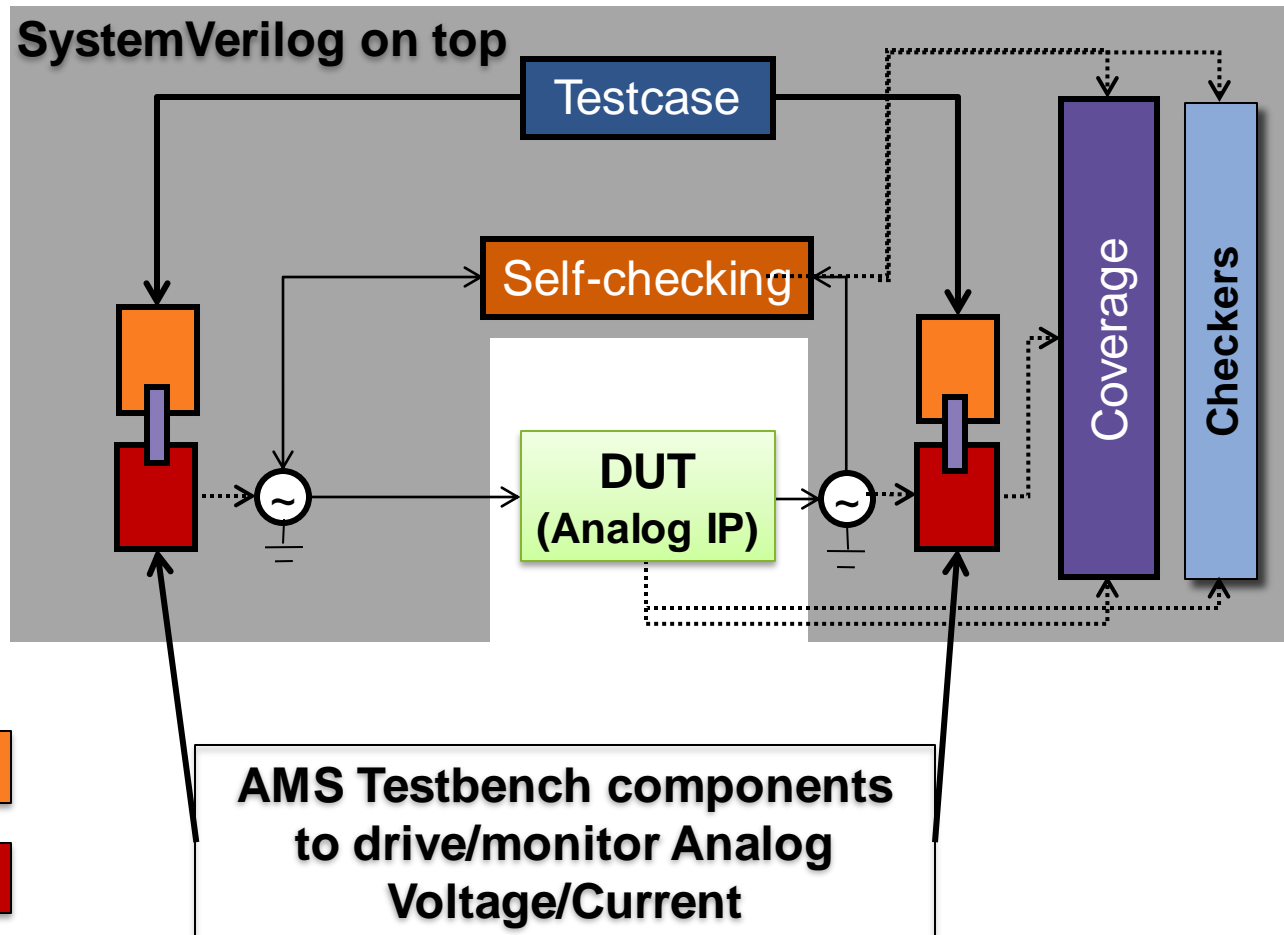 SystemVerilog on top
Testcase
Self-checking
Coverage
Checkers
DUT
(Analog IP)
~
~
AMS Testbench components
to drive/monitor Analog
Voltage/Current